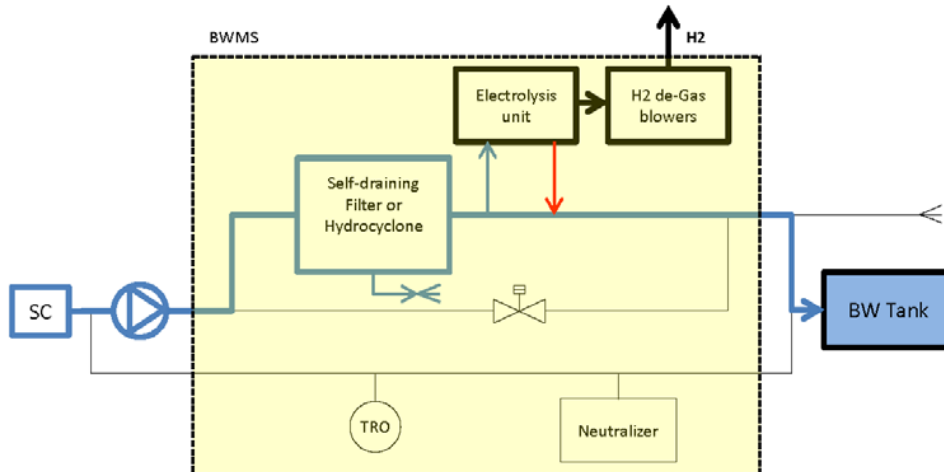 BWMS
H2
Electrolysis
unit
H2 de-Gas
blowers
Self-draining
Filter or
Hydrocyclone
SC
BW Tank
TRO
Neutralizer